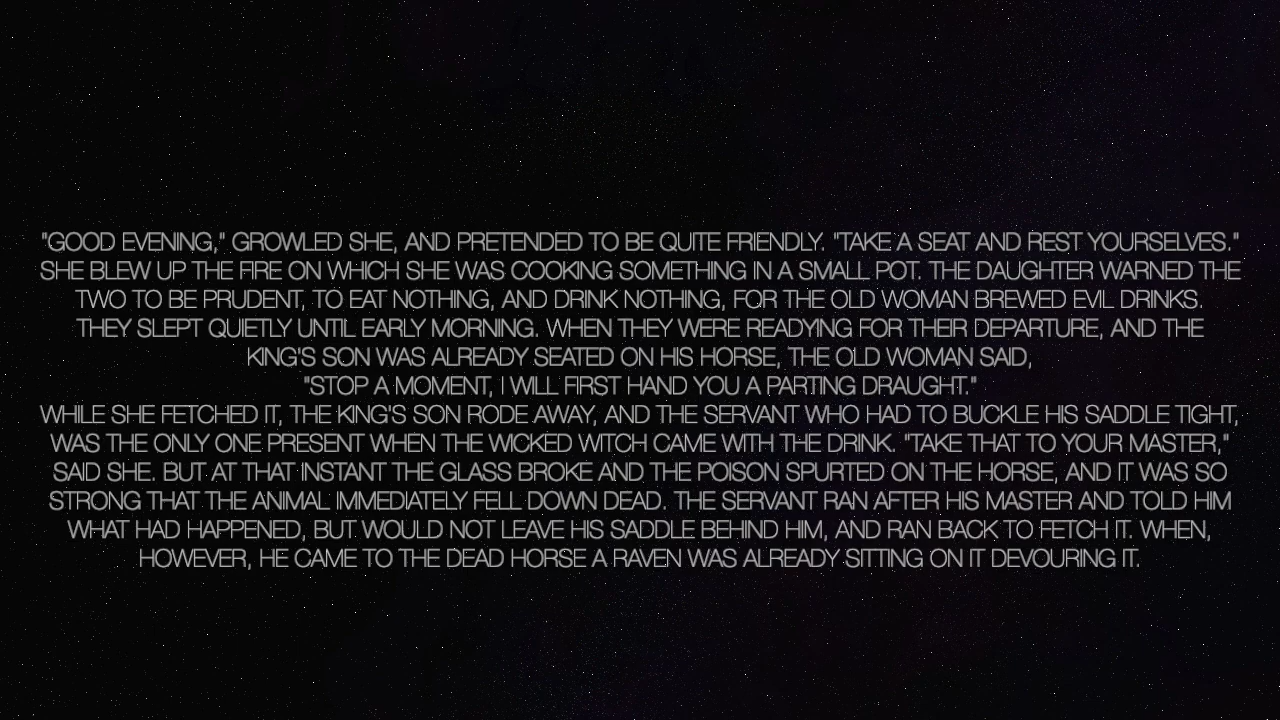 "GOOD EVENING," GROWLED SHE, AND PRETENDED TO BE QUITE FRIENDLY. "TAKE A SEAT AND REST YOURSELVES."
SHE BLEW UP THE FIRE ON WHICH SHE WAS COOKING SOMETHING IN A SMALL POT. THE DAUGHTER WARNED THE
TWO TO BE PRUDENT, TO EAT NOTHING, AND DRINK NOTHING, FOR THE OLD WOMAN BREWED EVIL DRINKS.
THEY SLEPT QUIETLY UNTIL EARLY MORNING. WHEN THEY WERE READYING FOR THEIR DEPARTURE, AND THE
KING'S SON WAS ALREADY SEATED ON HIS HORSE, THE OLD WOMAN SAID,
"STOP A MOMENT, I WILL FIRST HAND YOU A PARTING DRAUGHT."
WHILE SHE FETCHED IT, THE KING'S SON RODE AWAY, AND THE SERVANT WHO HAD TO BUCKLE HIS SADDLE TIGHT,
WAS THE ONLY ONE PRESENT WHEN THE WICKED WITCH CAME WITH THE DRINK. "TAKE THAT TO YOUR MASTER,"
SAID SHE. BUT AT THAT INSTANT THE GLASS BROKE AND THE POISON SPURTED ON THE HORSE, AND IT WAS SO
STRONG THAT THE ANIMAL IMMEDIATELY FELL DOWN DEAD. THE SERVANT RAN AFTER HIS MASTER AND TOLD HIM
WHAT HAD HAPPENED, BUT WOULD NOT LEAVE HIS SADDLE BEHIND HIM, AND RAN BACK TO FETCH IT. WHEN,
HOWEVER, HE CAME TO THE DEAD HORSE A RAVEN WAS ALREADY SITTING ON IT DEVOURING IT.